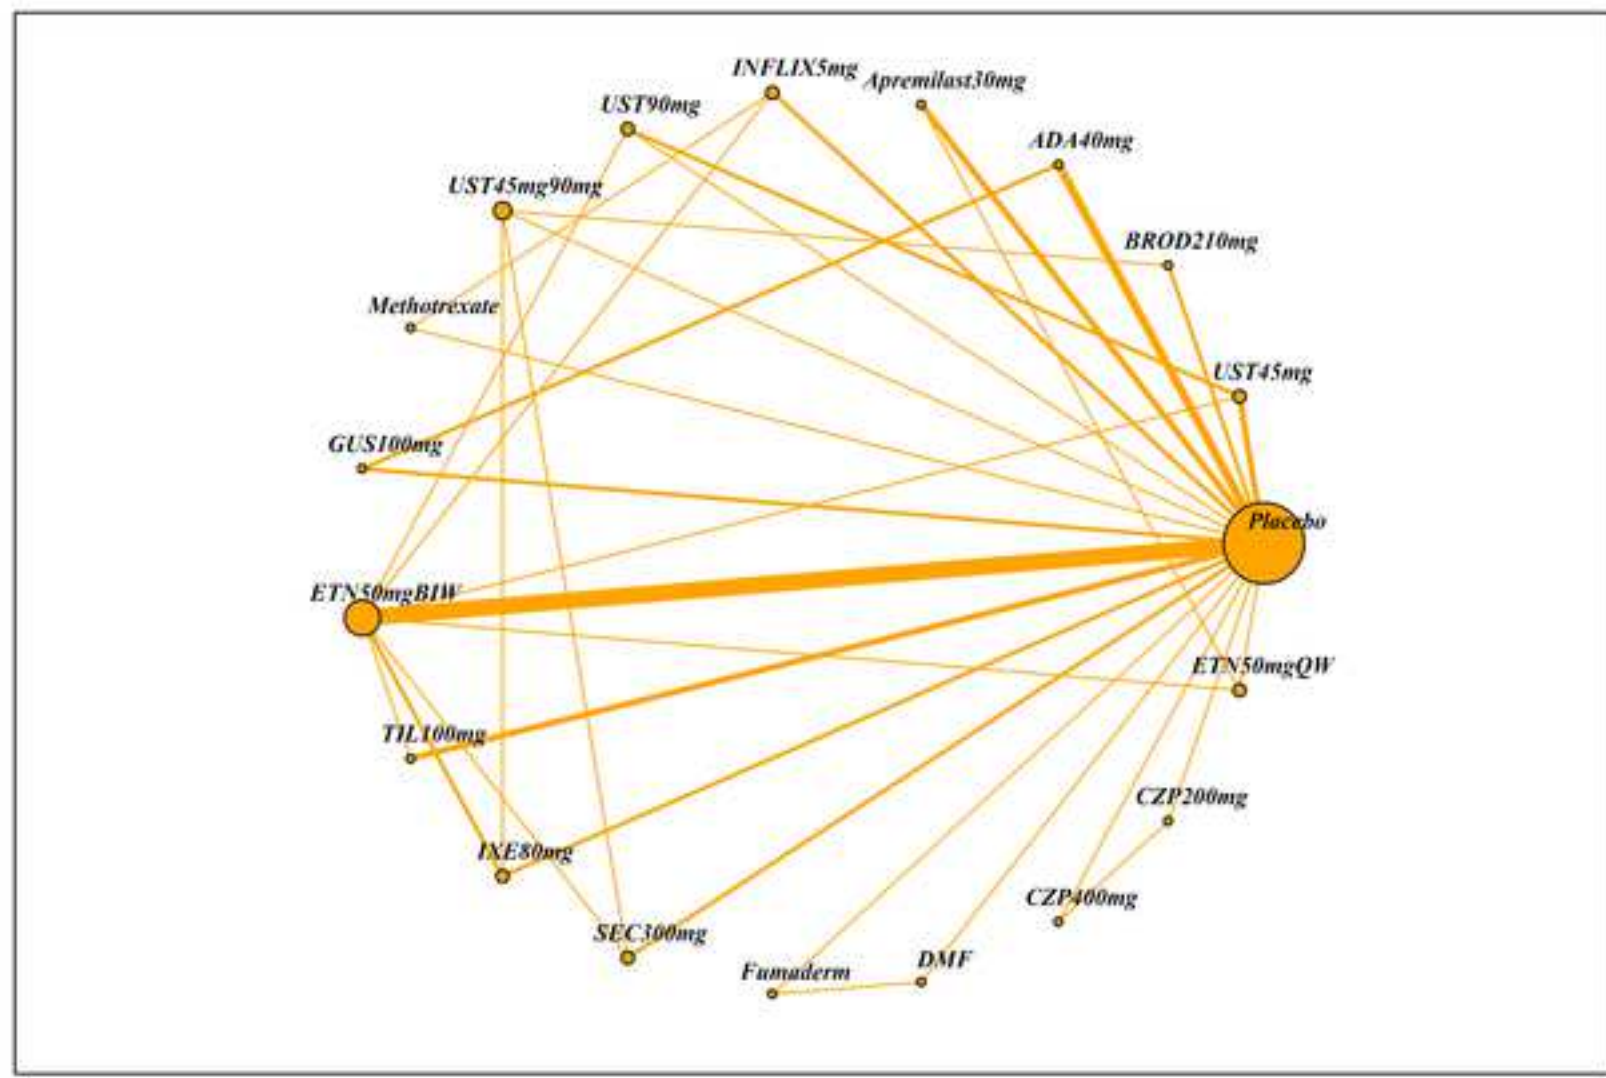 INFLIX5mg
Apremilast30mg
UST90mg
ADA40mg
UST45mg90mg
BROD210mg
Methotrexate
UST45mg
GUS100mg
Placebo
ETN50mgBIW
ETN50mgQW
TIL100mg
CZP200mg
IXE80mg
CZP400mg
SEC300mg
DMF
Fumaderm